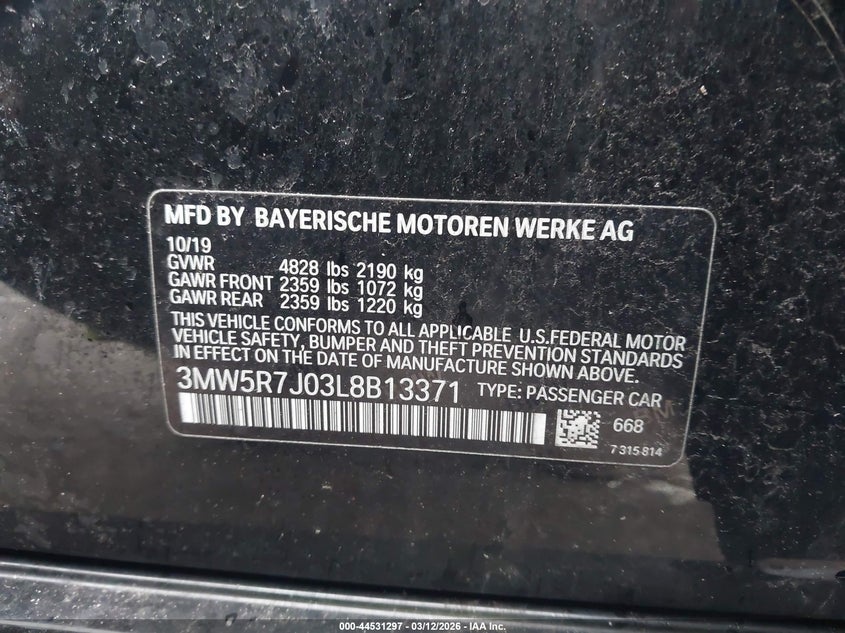 MFD BY BAYERISCHE MOTOREN WERKE AG
10/19
GVWR 4828 lbs 2190 kg
GAWR FRONT 2359 lbs 1072 kg
GAWR REAR 2359 lbs 1220 kg
THIS VEHICLE CONFORMS TO ALL APPLICABLE U.S.FEDERAL MOTOR
VEHICLE SAFETY, BUMPER AND THEFT PREVENTION STANDARDS
IN EFFECT ON THE DATE OF MANUFACTURE SHOWN ABOVE.
3MW5R7J03L8B13371 TYPE: PASSENGER CAR
668
7 315 814
000-44531297 - 03/12/2026 - IAA Inc.